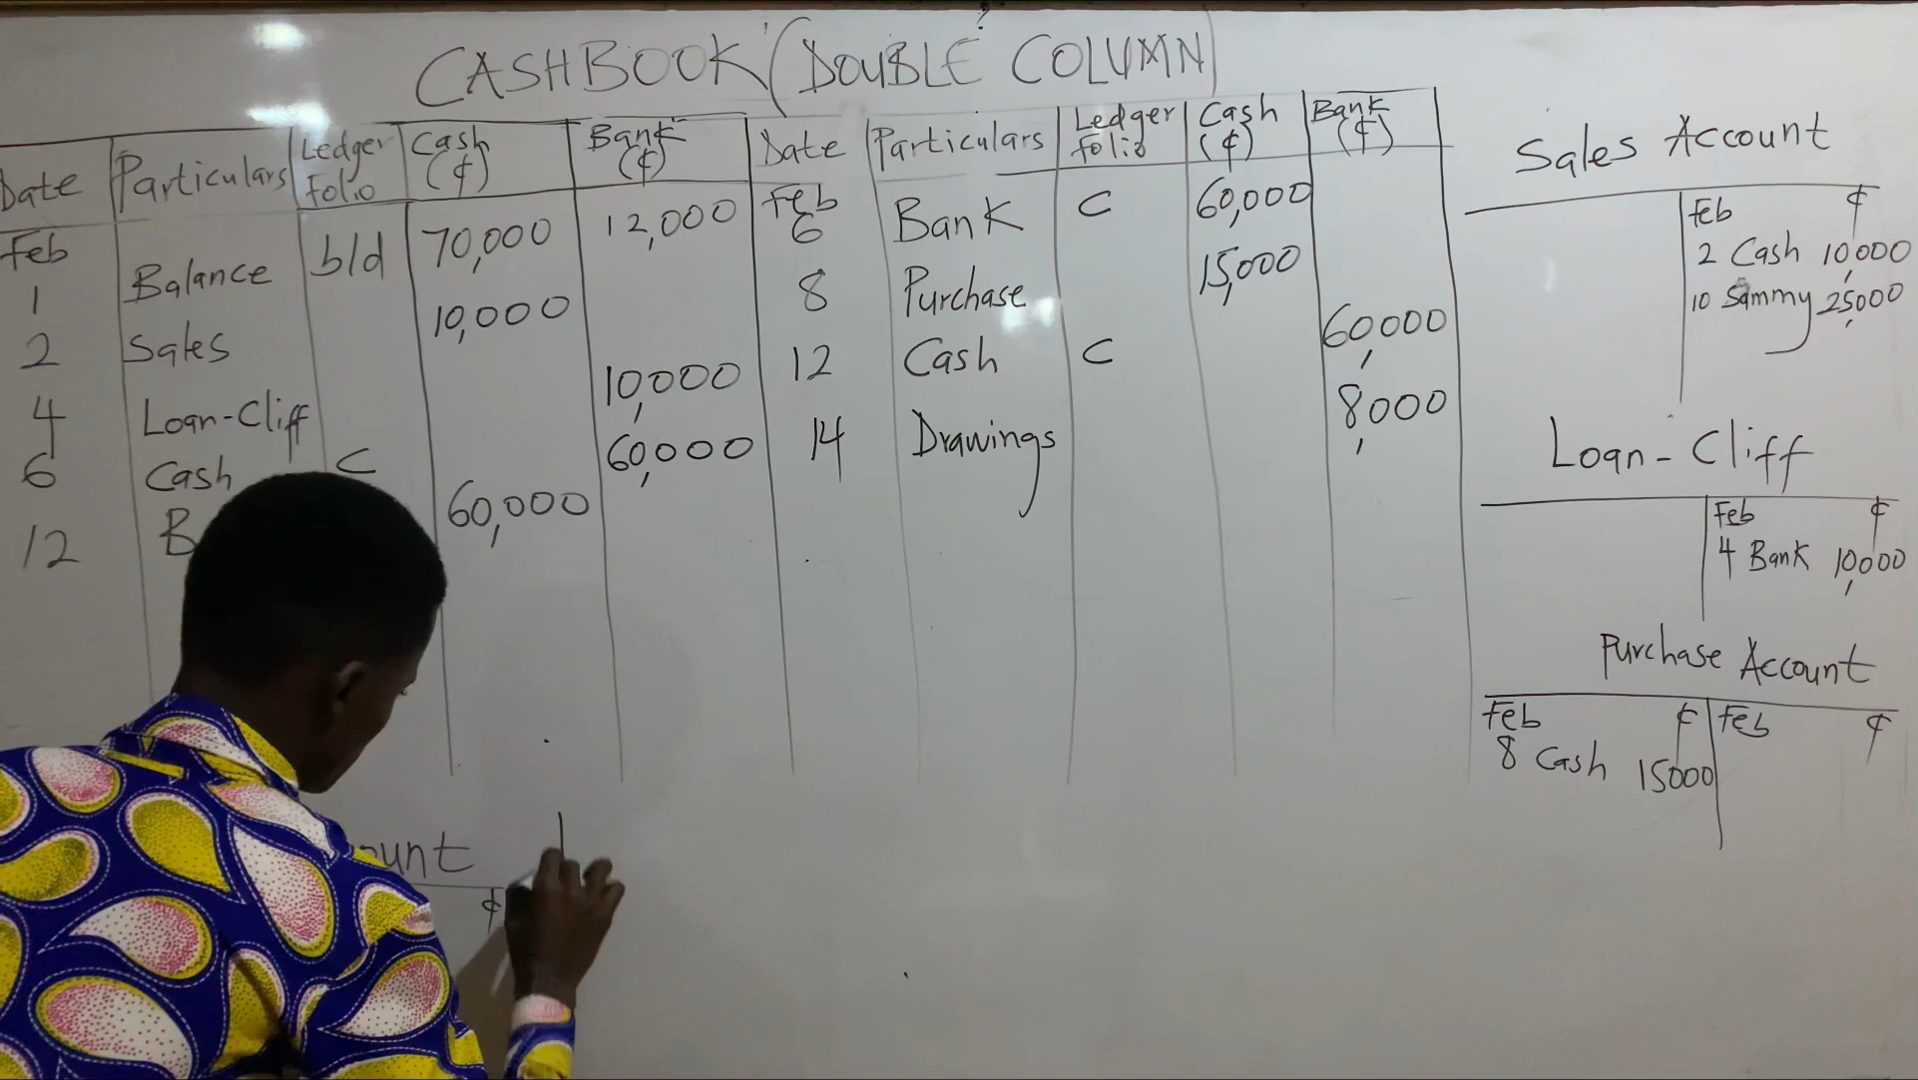 CASHBOOK (DOUBLE COLUMN)
Date Particulars Ledger Folio Cash (₵) Bank (₵) Date Particulars Ledger Folio Cash (₵) Bank (₵)
Feb 1 Balance b/d 70,000 12,000 Feb 6 Bank C 60,000
2 Sales 10,000 8 Purchase 15,000
4 Loan-Cliff 10,000 12 Cash C 60,000
6 Cash C 60,000 14 Drawings 8,000
12 60,000
Sales Account
Feb ₵
2 Cash 10,000
10 Sammy 25,000
Loan-Cliff
Feb ₵
4 Bank 10,000
Purchase Account
Feb ₵ Feb ₵
8 Cash 15000
₵